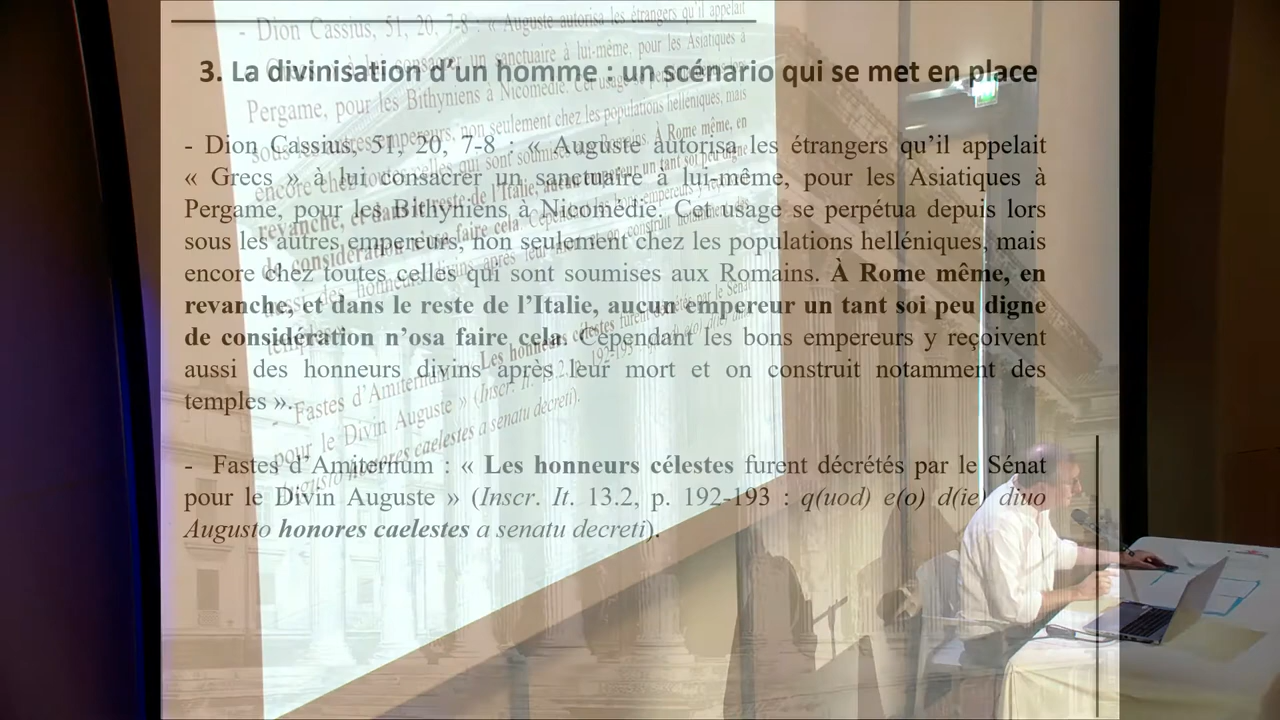 3. La divinisation d’un homme : un scénario qui se met en place
- Dion Cassius, 51, 20, 7-8 : « Auguste autorisa les étrangers qu’il appelait
« Grecs » à lui consacrer un sanctuaire à lui-même, pour les Asiatiques à
Pergame, pour les Bithyniens à Nicomédie. Cet usage se perpétua depuis lors
sous les autres empereurs, non seulement chez les populations helléniques, mais
encore chez toutes celles qui sont soumises aux Romains. À Rome même, en
revanche, et dans le reste de l’Italie, aucun empereur un tant soi peu digne
de considération n’osa faire cela. Cependant les bons empereurs y reçoivent
aussi des honneurs divins après leur mort et on construit notamment des
temples ».
- Fastes d’Amiternum : « Les honneurs célestes furent décrétés par le Sénat
pour le Divin Auguste » (Inscr. It. 13.2, p. 192-193 : q(uod) e(o) d(ie) diuo
Augusto honores caelestes a senatu decreti).